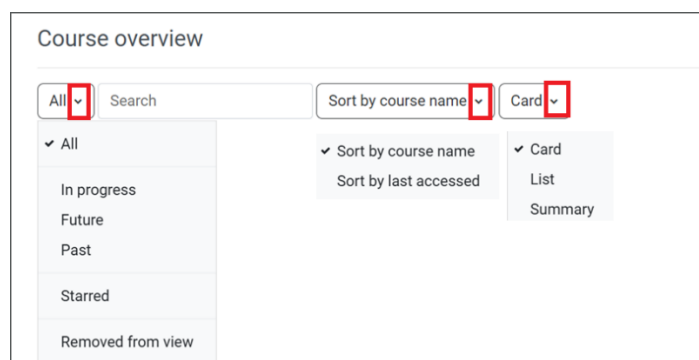 Course overview
All Search Sort by course name Card
✔ All
In progress
Future
Past
Starred
Removed from view
✔ Sort by course name
Sort by last accessed
✔ Card
List
Summary